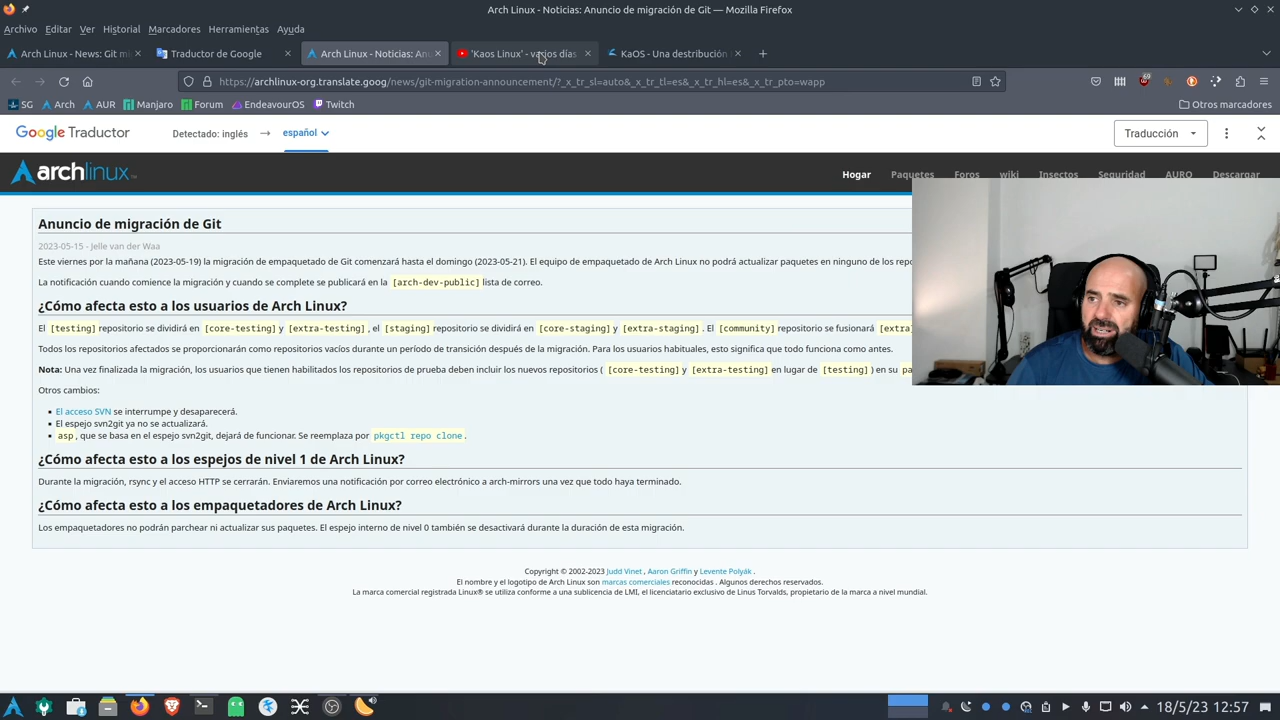 Arch Linux - Noticias: Anuncio de migración de Git — Mozilla Firefox
Archivo Editar Ver Historial Marcadores Herramientas Ayuda
Arch Linux - News: Git mi
Traductor de Google
Arch Linux - Noticias: Anu
'Kaos Linux' - varios días
KaOS - Una destribución
https://archlinux-org.translate.goog/news/git-migration-announcement/?_x_tr_sl=auto&_x_tr_tl=es&_x_tr_hl=es&_x_tr_pto=wapp
SG Arch AUR Manjaro Forum EndeavourOS Twitch Otros marcadores
Google Traductor Detectado: inglés → español Traducción
archlinux
Hogar Paquetes Foros wiki Insectos Seguridad AURO Descargar
Anuncio de migración de Git
2023-05-15 - Jelle van der Waa
Este viernes por la mañana (2023-05-19) la migración de empaquetado de Git comenzará hasta el domingo (2023-05-21). El equipo de empaquetado de Arch Linux no podrá actualizar paquetes en ninguno de los repo
La notificación cuando comience la migración y cuando se complete se publicará en la [arch-dev-public] lista de correo.
¿Cómo afecta esto a los usuarios de Arch Linux?
El [testing] repositorio se dividirá en [core-testing] y [extra-testing] , el [staging] repositorio se dividirá en [core-staging] y [extra-staging] . El [community] repositorio se fusionará [extra]
Todos los repositorios afectados se proporcionarán como repositorios vacíos durante un período de transición después de la migración. Para los usuarios habituales, esto significa que todo funciona como antes.
Nota: Una vez finalizada la migración, los usuarios que tienen habilitados los repositorios de prueba deben incluir los nuevos repositorios ( [core-testing] y [extra-testing] en lugar de [testing] ) en su pa
Otros cambios:
El acceso SVN se interrumpe y desaparecerá.
El espejo svn2git ya no se actualizará.
asp , que se basa en el espejo svn2git, dejará de funcionar. Se reemplaza por pkgctl repo clone .
¿Cómo afecta esto a los espejos de nivel 1 de Arch Linux?
Durante la migración, rsync y el acceso HTTP se cerrarán. Enviaremos una notificación por correo electrónico a arch-mirrors una vez que todo haya terminado.
¿Cómo afecta esto a los empaquetadores de Arch Linux?
Los empaquetadores no podrán parchear ni actualizar sus paquetes. El espejo interno de nivel 0 también se desactivará durante la duración de esta migración.
Copyright © 2002-2023 Judd Vinet , Aaron Griffin y Levente Polyák .
El nombre y el logotipo de Arch Linux son marcas comerciales reconocidas . Algunos derechos reservados.
La marca comercial registrada Linux® se utiliza conforme a una sublicencia de LMI, el licenciatario exclusivo de Linus Torvalds, propietario de la marca a nivel mundial.
18/5/23 12:57